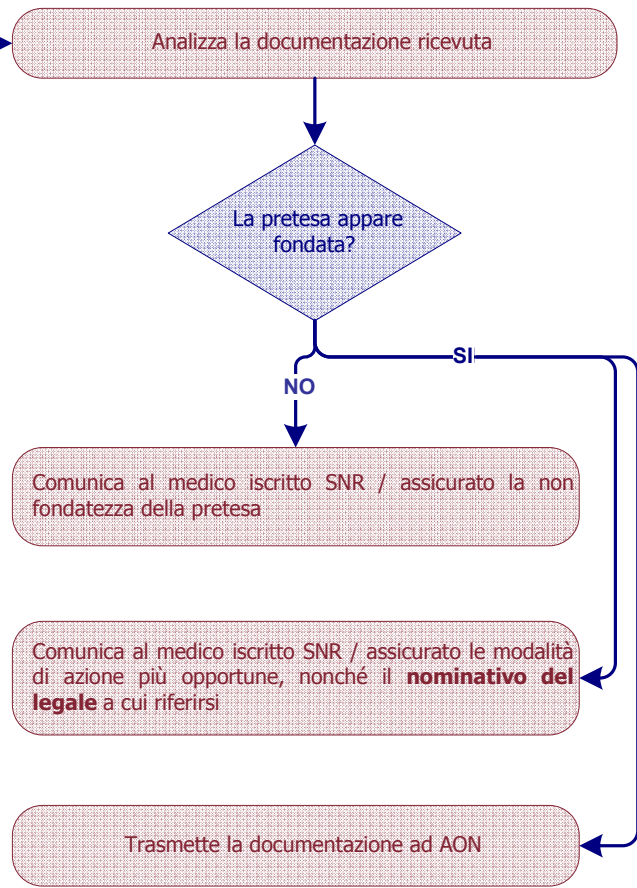 Analizza la documentazione ricevuta
La pretesa appare
fondata?
SI
NO
Comunica al medico iscritto SNR / assicurato la non
fondatezza della pretesa
Comunica al medico iscritto SNR / assicurato le modalità
di azione più opportune, nonché il nominativo del
legale a cui riferirsi
Trasmette la documentazione ad AON